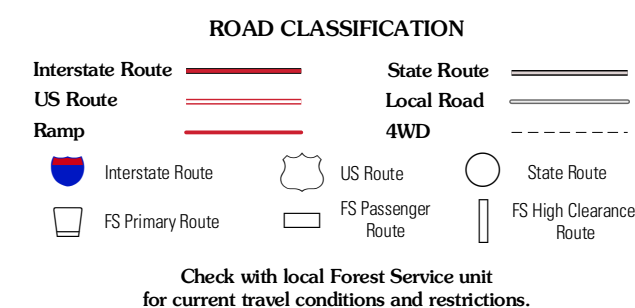 ROAD CLASSIFICATION
Interstate Route
State Route
US Route
Local Road
Ramp
4WD
Interstate Route
US Route
State Route
FS Primary Route
FS Passenger
Route
FS High Clearance
Route
Check with local Forest Service unit
for current travel conditions and restrictions.